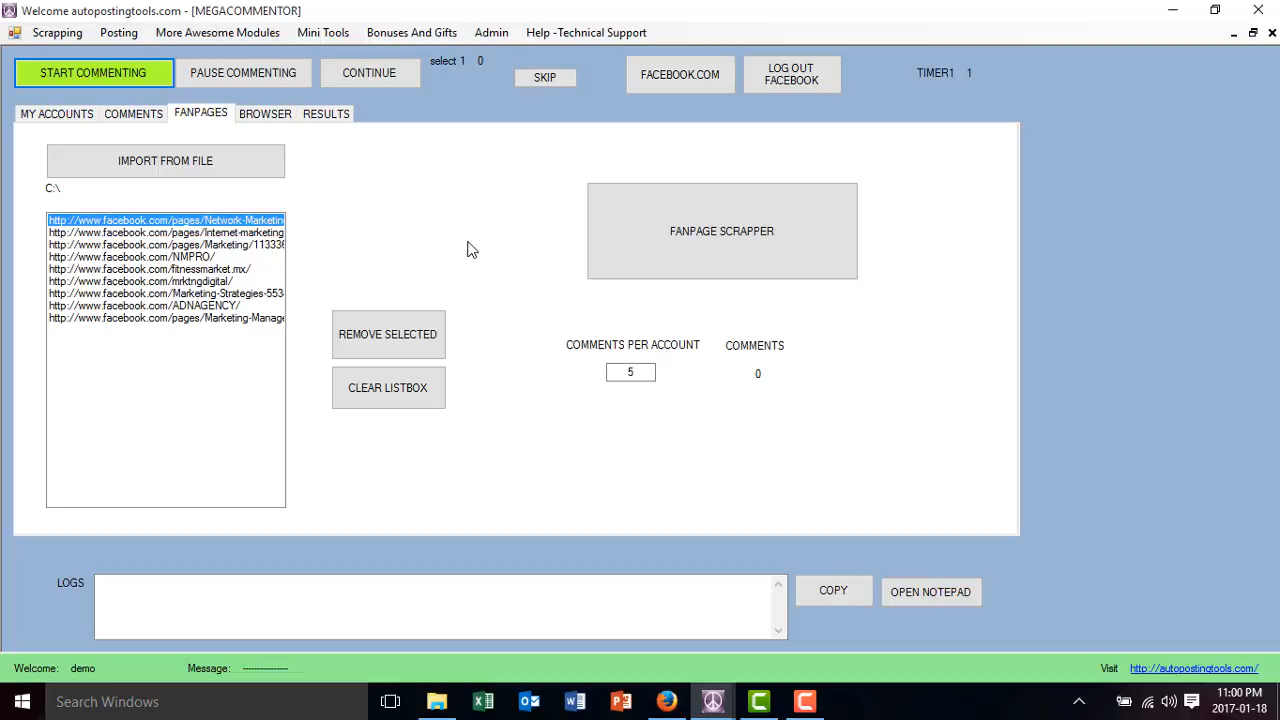 Welcome autopostingtools.com - [MEGACOMMENTOR]
Scrapping Posting More Awesome Modules Mini Tools Bonuses And Gifts Admin Help -Technical Support
START COMMENTING PAUSE COMMENTING CONTINUE select 1 0 SKIP FACEBOOK.COM LOG OUT FACEBOOK TIMER1 1
MY ACCOUNTS COMMENTS FANPAGES BROWSER RESULTS
IMPORT FROM FILE
C:\
http://www.facebook.com/pages/Network-Marketin
http://www.facebook.com/pages/Internet-marketing
http://www.facebook.com/pages/Marketing/113336
http://www.facebook.com/NMPRO/
http://www.facebook.com/fitnessmarket.mx/
http://www.facebook.com/mrktngdigital/
http://www.facebook.com/Marketing-Strategies-553
http://www.facebook.com/ADNAGENCY/
http://www.facebook.com/pages/Marketing-Manage
FANPAGE SCRAPPER
REMOVE SELECTED
CLEAR LISTBOX
COMMENTS PER ACCOUNT COMMENTS
5 0
LOGS
COPY OPEN NOTEPAD
Welcome: demo Message: --------------- Visit http://autopostingtools.com/
Search Windows
11:00 PM
2017-01-18